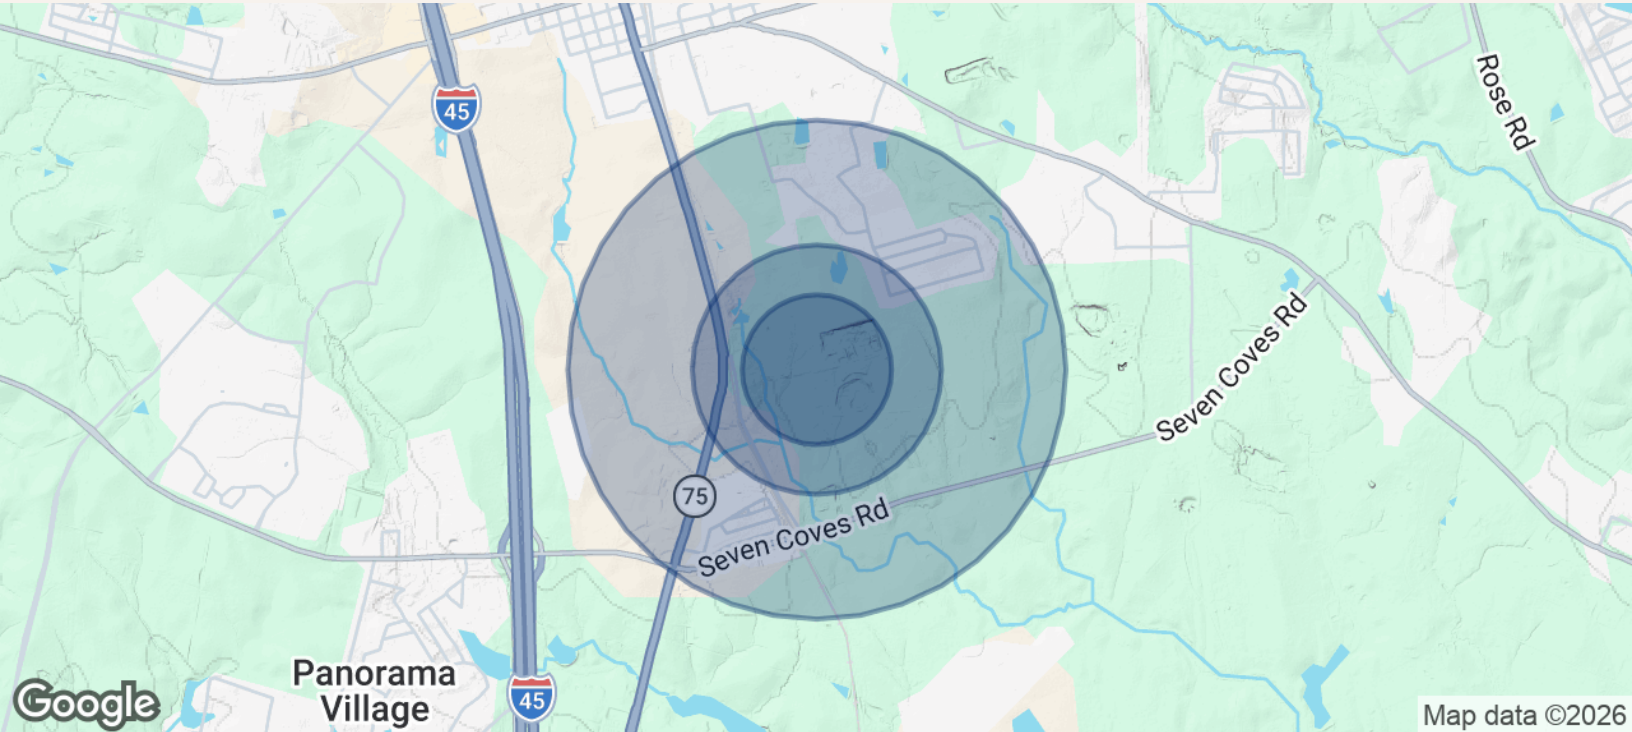 45
Rose Rd
Seven Coves Rd
75
Seven Coves Rd
Panorama
Village
45
Google
Map data ©2026